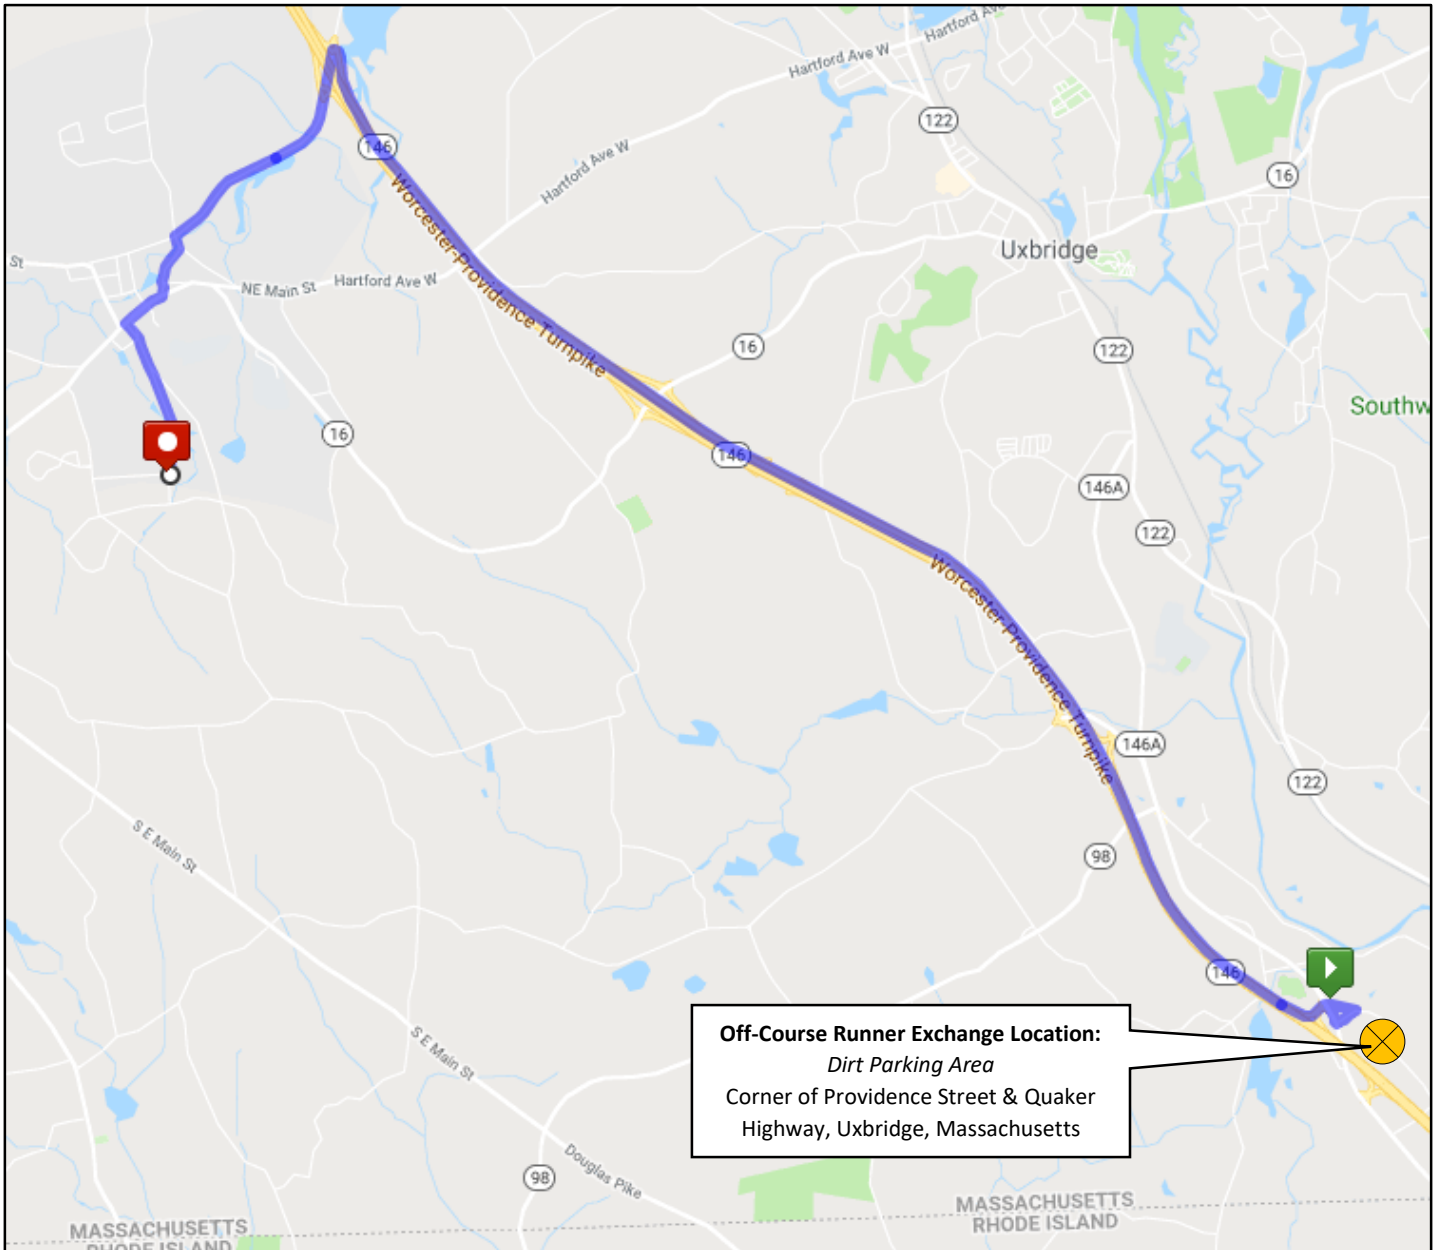 Hartford Ave
Hartford Ave W
122
146
Hartford Ave W
16
Worcester-Providence Turnpike
Uxbridge
St
NE Main St
Hartford Ave W
16
122
Southw
16
146
146A
122
Worcester-Providence Turnpike
146A
122
S E Main St
98
146
Off-Course Runner Exchange Location:
Dirt Parking Area
Corner of Providence Street & Quaker
Highway, Uxbridge, Massachusetts
S E Main St
Douglas Pike
98
MASSACHUSETTS
RHODE ISLAND
MASSACHUSETTS
RHODE ISLAND